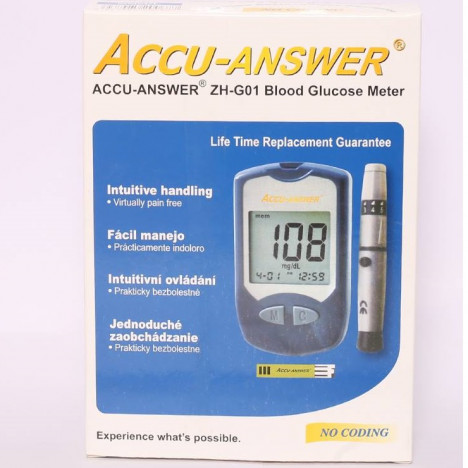 ACCU-ANSWER®
ACCU-ANSWER® ZH-G01 Blood Glucose Meter
Life Time Replacement Guarantee
Intuitive handling
• Virtually pain free
Fácil manejo
• Prácticamente indoloro
Intuitivní ovládání
• Prakticky bezbolestné
Jednoduché
zaobchádzanie
• Prakticky bezbolestne
ACCU-ANSWER
mem
108
mg/dL
4-01 12:59
M C
CE
ACCU ANSWER
Experience what's possible.
NO CODING